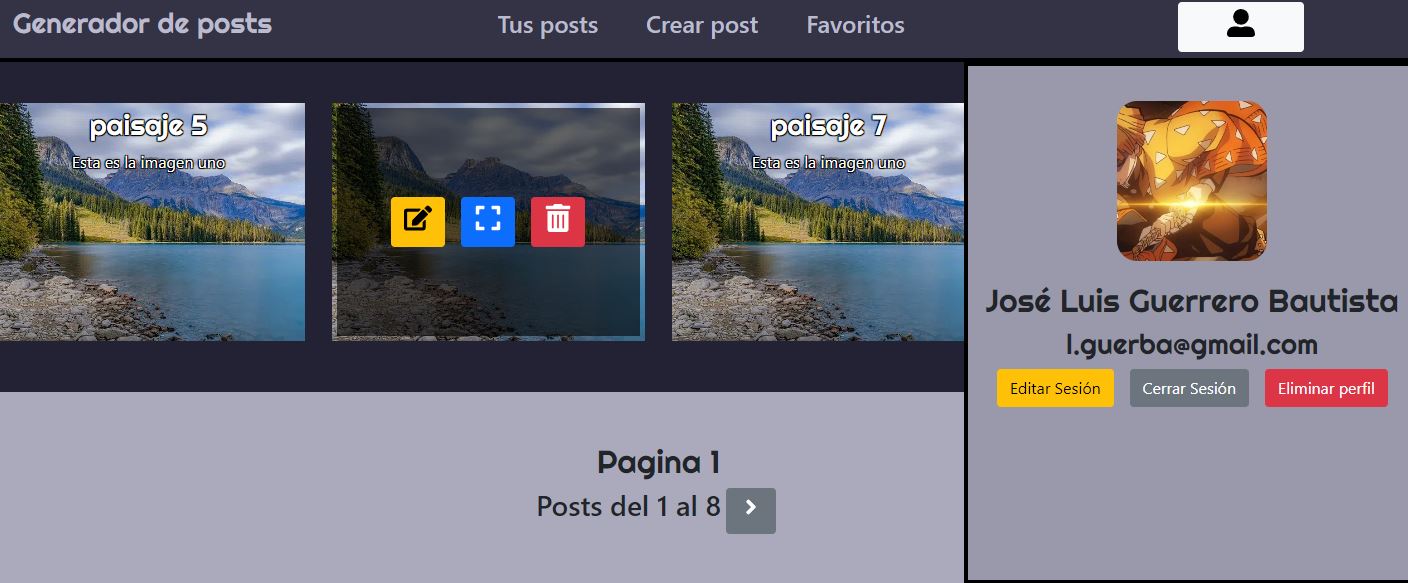 Generador de posts
Tus posts
Crear post
Favoritos
paisaje 5
Esta es la imagen uno
paisaje 7
Esta es la imagen uno
José Luis Guerrero Bautista
l.guerba@gmail.com
Editar Sesión
Cerrar Sesión
Eliminar perfil
Pagina 1
Posts del 1 al 8